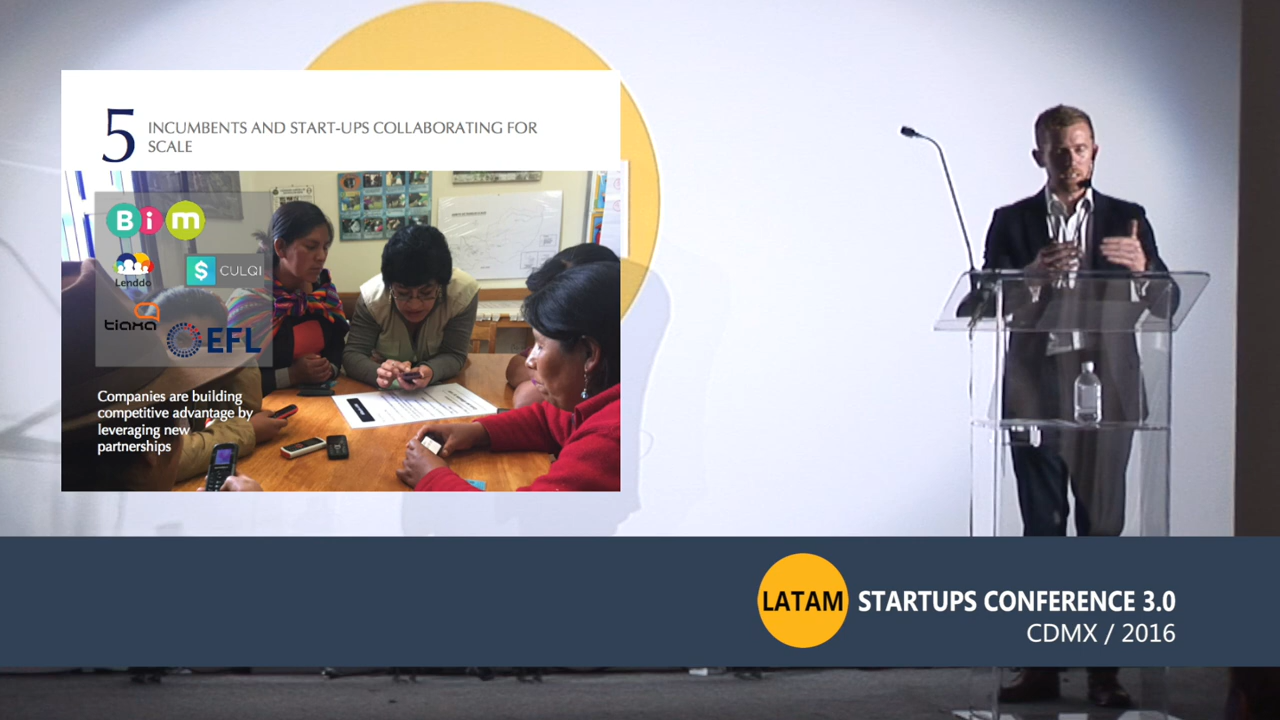 5 INCUMBENTS AND START-UPS COLLABORATING FOR
SCALE
Bim
Lenddo
$ CULQI
tiaxa
EFL
Companies are building
competitive advantage by
leveraging new
partnerships
LATAM STARTUPS CONFERENCE 3.0
CDMX / 2016